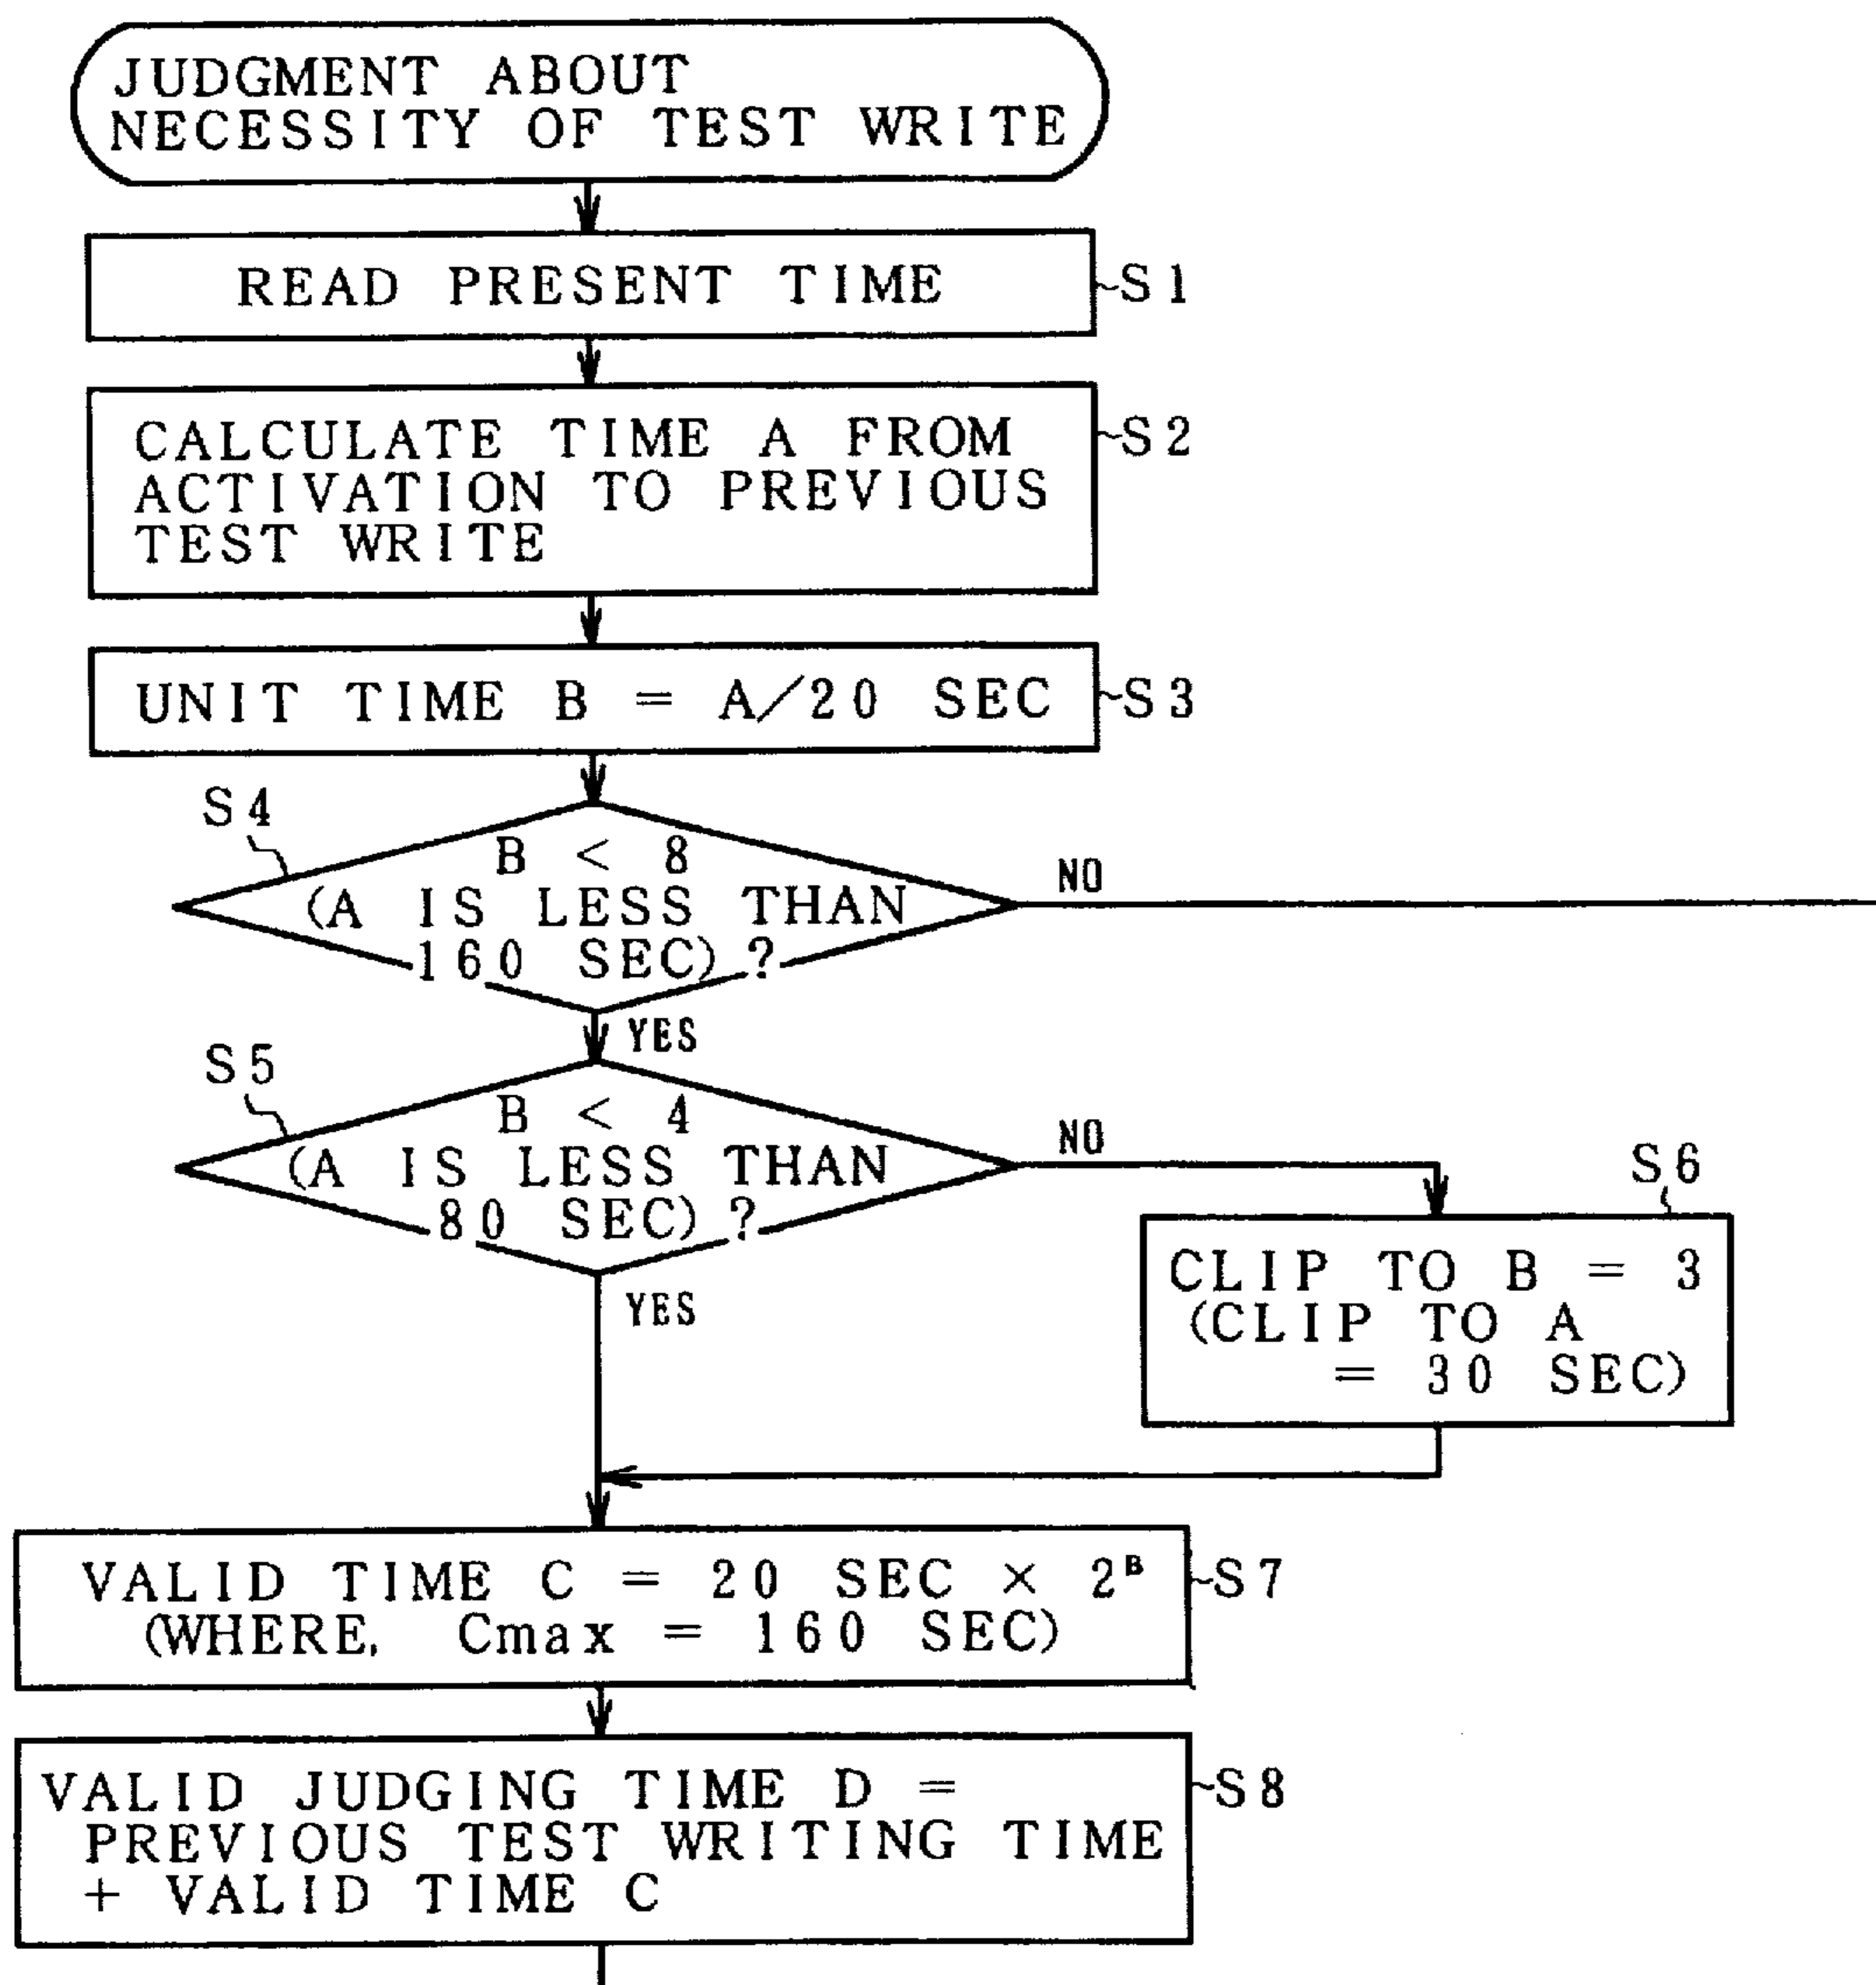 JUDGMENT ABOUT
NECESSITY OF TEST WRITE
READ PRESENT TIME
S1
CALCULATE TIME A FROM
ACTIVATION TO PREVIOUS
TEST WRITE
S2
UNIT TIME B = A/20 SEC
S3
S4
B < 8
(A IS LESS THAN
160 SEC)?
NO
YES
S5
B < 4
(A IS LESS THAN
80 SEC)?
NO
YES
S6
CLIP TO B = 3
(CLIP TO A
= 30 SEC)
VALID TIME C = 20 SEC × 2ᴮ
(WHERE, Cmax = 160 SEC)
S7
VALID JUDGING TIME D =
PREVIOUS TEST WRITING TIME
+ VALID TIME C
S8